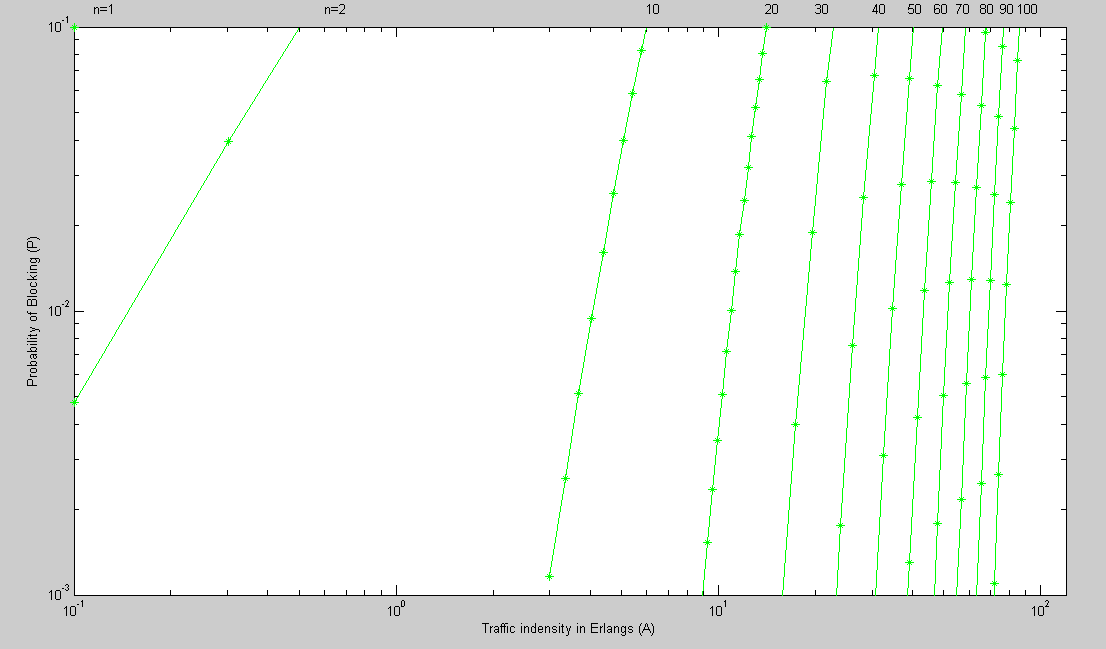 n=1 n=2 10 20 30 40 50 60 70 80 90 100
10^-1
10^-2
10^-3
Probability of Blocking (P)
10^-1 10^0 10^1 10^2
Traffic indensity in Erlangs (A)